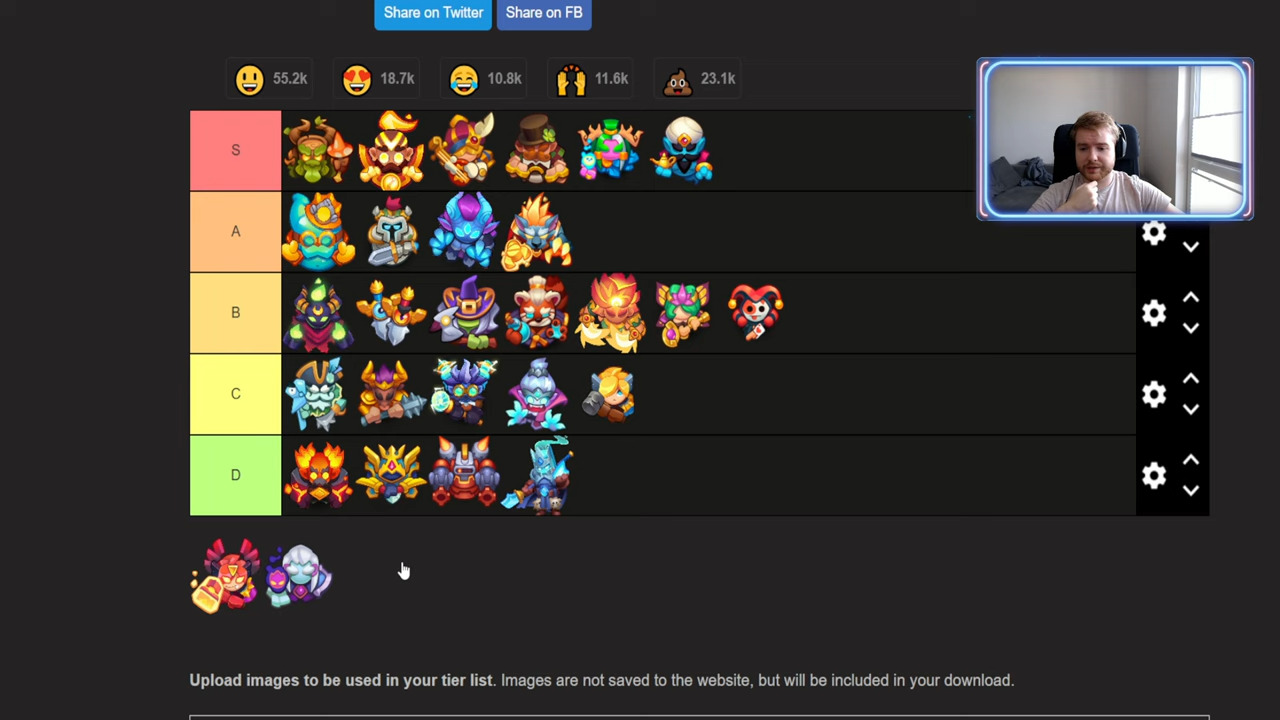 Share on Twitter Share on FB
55.2k 18.7k 10.8k 11.6k 23.1k
S
A
B
C
D
Upload images to be used in your tier list. Images are not saved to the website, but will be included in your download.